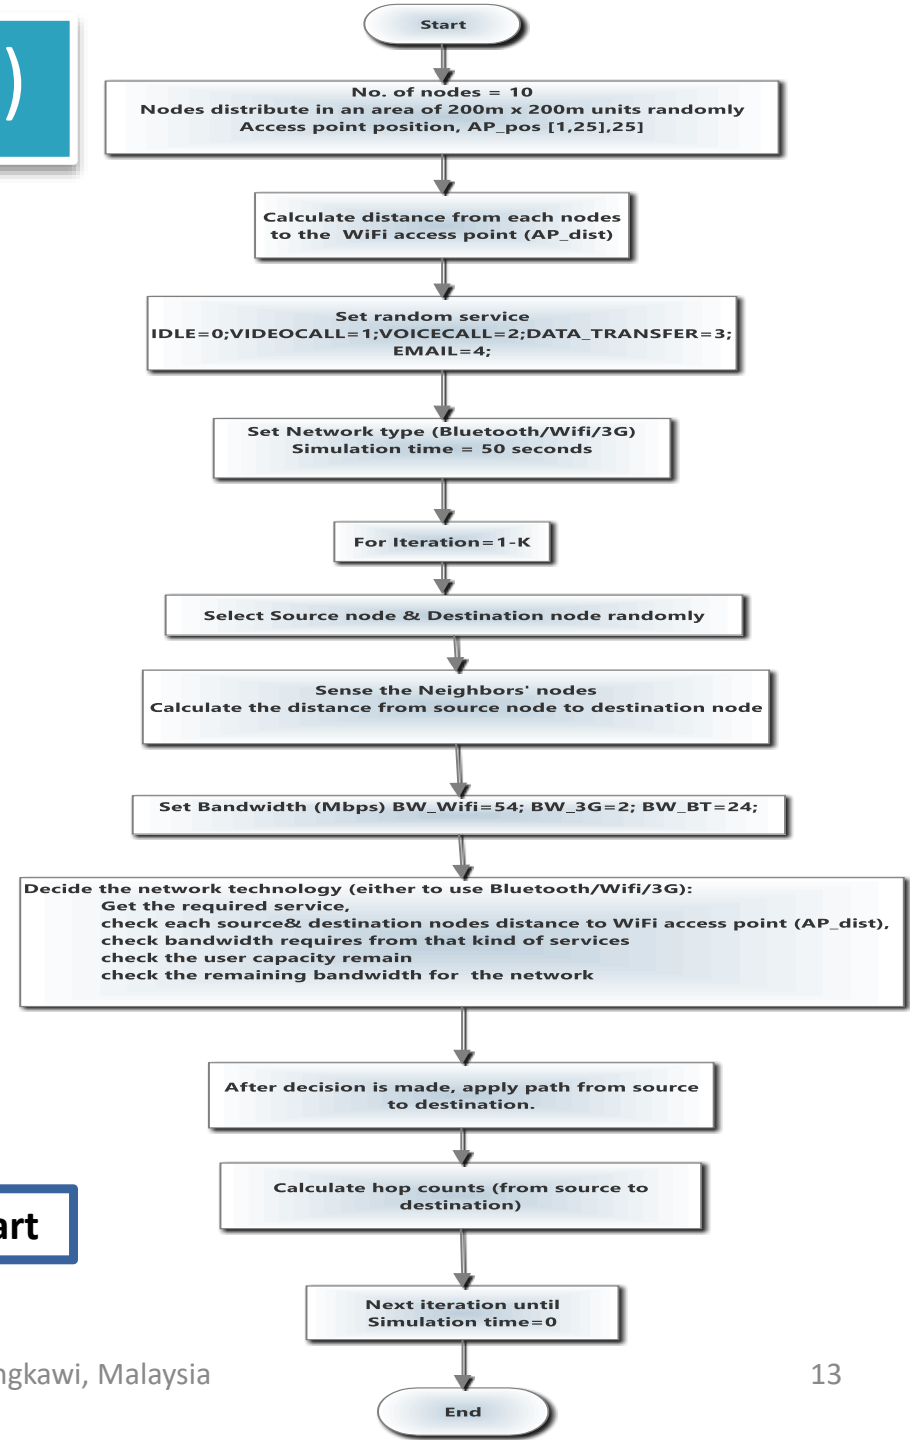 )
Start
No. of nodes = 10
Nodes distribute in an area of 200m x 200m units randomly
Access point position, AP_pos [1,25],25]
Calculate distance from each nodes
to the WiFi access point (AP_dist)
Set random service
IDLE=0;VIDEOCALL=1;VOICECALL=2;DATA_TRANSFER=3;
EMAIL=4;
Set Network type (Bluetooth/Wifi/3G)
Simulation time = 50 seconds
For Iteration=1-K
Select Source node & Destination node randomly
Sense the Neighbors' nodes
Calculate the distance from source node to destination node
Set Bandwidth (Mbps) BW_Wifi=54; BW_3G=2; BW_BT=24;
Decide the network technology (either to use Bluetooth/Wifi/3G):
Get the required service,
check each source& destination nodes distance to WiFi access point (AP_dist),
check bandwidth requires from that kind of services
check the user capacity remain
check the remaining bandwidth for the network
After decision is made, apply path from source
to destination.
Calculate hop counts (from source to
destination)
art
Next iteration until
Simulation time=0
ngkawi, Malaysia
13
End